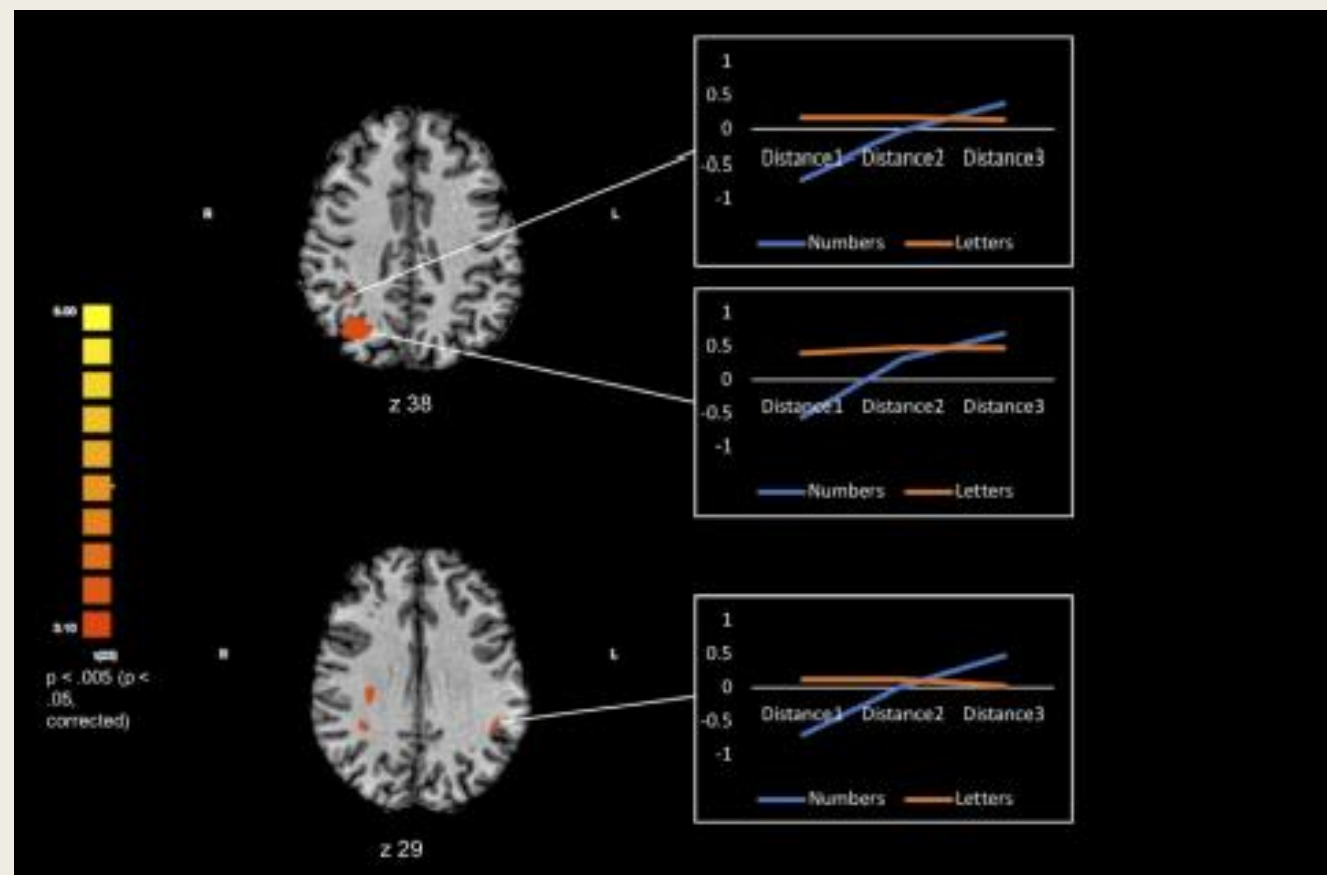 1
0.5
0
-0.5
-1
Distance1 Distance2 Distance3
Numbers Letters
R
L
z 38
1
0.5
0
-0.5
-1
Distance1 Distance2 Distance3
Numbers Letters
3.10
p < .005 (p <
.05,
corrected)
R
L
z 29
1
0.5
0
-0.5
-1
Distance1 Distance2 Distance3
Numbers Letters